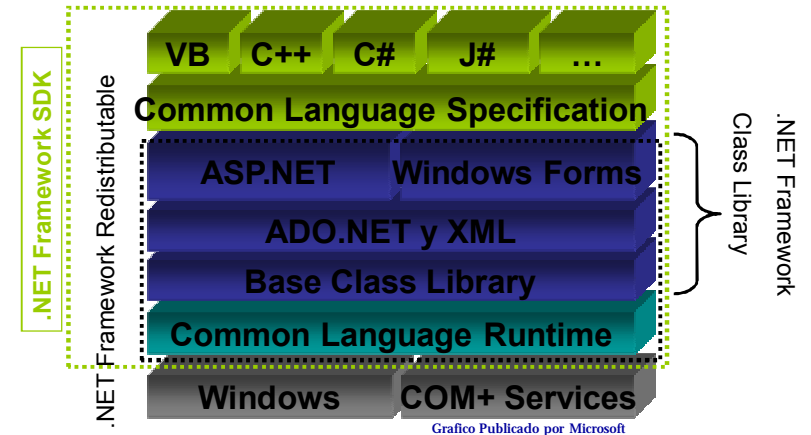 VB
C++
C#
J#
...
Common Language Specification
ASP.NET
Windows Forms
ADO.NET y XML
Base Class Library
Common Language Runtime
Windows
COM+ Services
Grafico Publicado por Microsoft
.NET Framework SDK
.NET Framework Redistributable
.NET Framework
Class Library